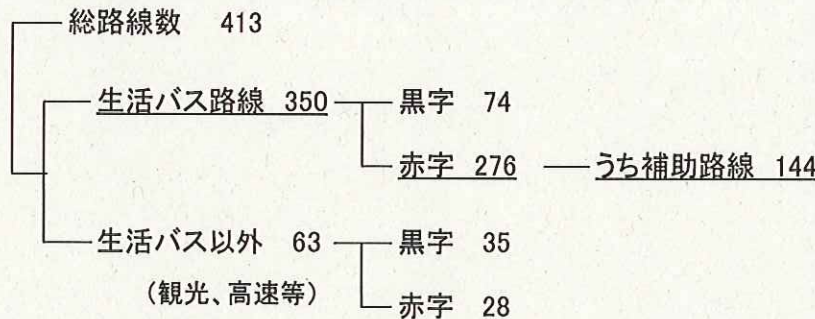 総路線数 413
生活バス路線 350 黒字 74
赤字 276 うち補助路線 144
生活バス以外 63 黒字 35
(観光、高速等) 赤字 28